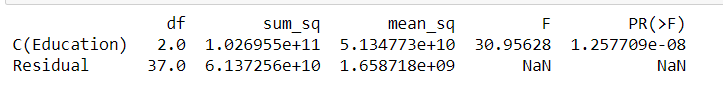 df sum_sq mean_sq F PR(>F)
C(Education) 2.0 1.026955e+11 5.134773e+10 30.95628 1.257709e-08
Residual 37.0 6.137256e+10 1.658718e+09 NaN NaN